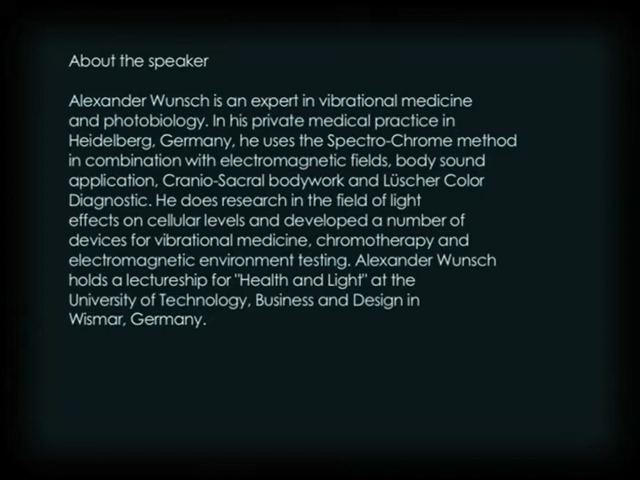 About the speaker
Alexander Wunsch is an expert in vibrational medicine
and photobiology. In his private medical practice in
Heidelberg, Germany, he uses the Spectro-Chrome method
in combination with electromagnetic fields, body sound
application, Cranio-Sacral bodywork and Lüscher Color
Diagnostic. He does research in the field of light
effects on cellular levels and developed a number of
devices for vibrational medicine, chromotherapy and
electromagnetic environment testing. Alexander Wunsch
holds a lectureship for "Health and Light" at the
University of Technology, Business and Design in
Wismar, Germany.